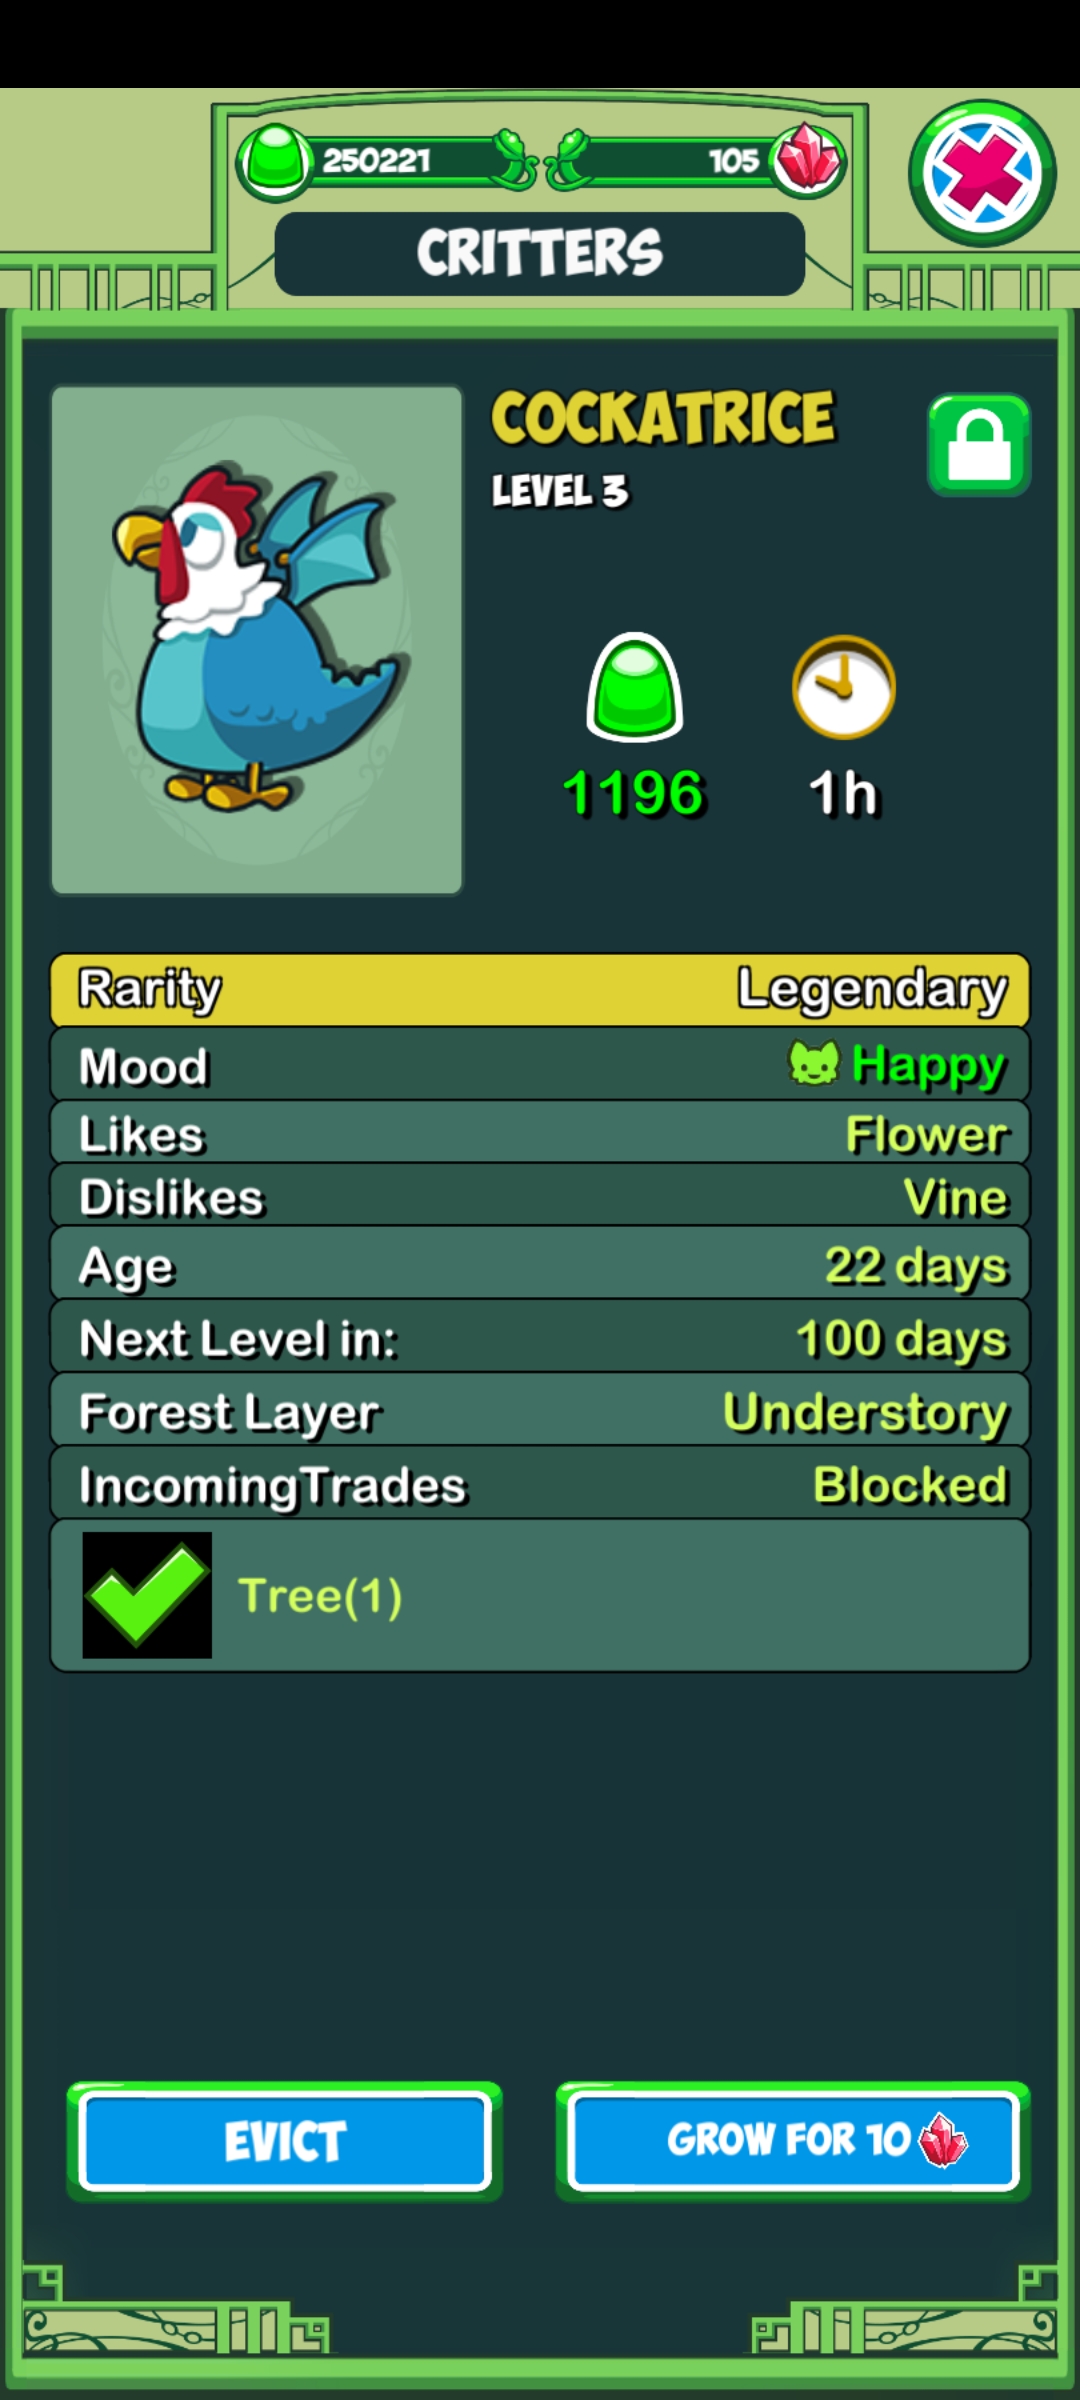 250221 105
CRITTERS
COCKATRICE
LEVEL 3
1196 1h
Rarity Legendary
Mood Happy
Likes Flower
Dislikes Vine
Age 22 days
Next Level in: 100 days
Forest Layer Understory
IncomingTrades Blocked
Tree(1)
EVICT GROW FOR 10